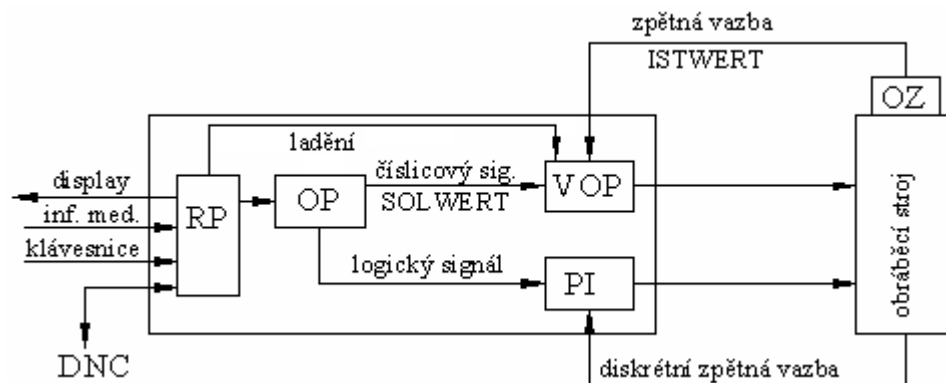 zpětná vazba
ISTWERT
OZ
ladění
číslicový sig.
display
RP
OP
SOLWERT
VOP
inf. med.
klávesnice
logický signál
PI
obráběcí stroj
DNC
diskrétní zpětná vazba